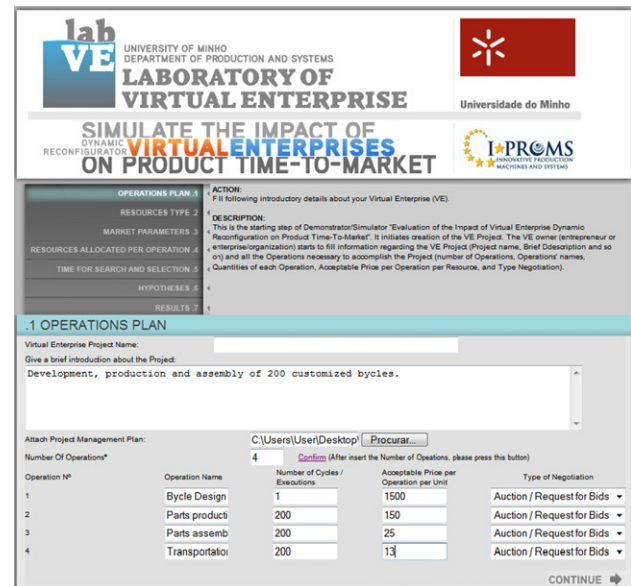 lab
VE
UNIVERSITY OF MINHO
DEPARTMENT OF PRODUCTION AND SYSTEMS
LABORATORY OF
VIRTUAL ENTERPRISE
Universidade do Minho
SIMULATE THE IMPACT OF
DYNAMIC
RECONFIGURATOR VIRTUAL ENTERPRISES
ON PRODUCT TIME-TO-MARKET
I*PROMS
INNOVATIVE PRODUCTION
MACHINES AND SYSTEMS
OPERATIONS PLAN .1
RESOURCES TYPE .2
MARKET PARAMETERS .3
RESOURCES ALLOCATED PER OPERATION .4
TIME FOR SEARCH AND SELECTION .5
HYPOTHESES .6
RESULTS .7
ACTION:
Fill following introductory details about your Virtual Enterprise (VE).
DESCRIPTION:
This is the starting step of Demonstrator/Simulator "Evaluation of the Impact of Virtual Enterprise Dynamic
Reconfiguration on Product Time-To-Market". It initiates creation of the VE Project. The VE owner (entrepreneur or
enterprise/organization) starts to fill information regarding the VE Project (Project name, Brief Ddescription and so
on) and all the Operations necessary to accomplish the Project (number of Operations, Operations' names,
Quantities of each Operation, Acceptable Price per Operation per Resource, and Type Negotiation).
.1 OPERATIONS PLAN
Virtual Enterprise Project Name:
Give a brief introduction about the Project:
Development, production and assembly of 200 customized bycles.
Attach Project Management Plan: C:\Users\User\Desktop\ Procurar...
Number Of Operations* 4 Confirm (After insert the Number of Opeations, please press this button)
Operation Nº Operation Name Number of Cycles / Executions Acceptable Price per Operation per Unit Type of Negotiation
1 Bycle Design 1 1500 Auction / Request for Bids
2 Parts producti 200 150 Auction / Request for Bids
3 Parts assemb 200 25 Auction / Request for Bids
4 Transportatio 200 13 Auction / Request for Bids
CONTINUE